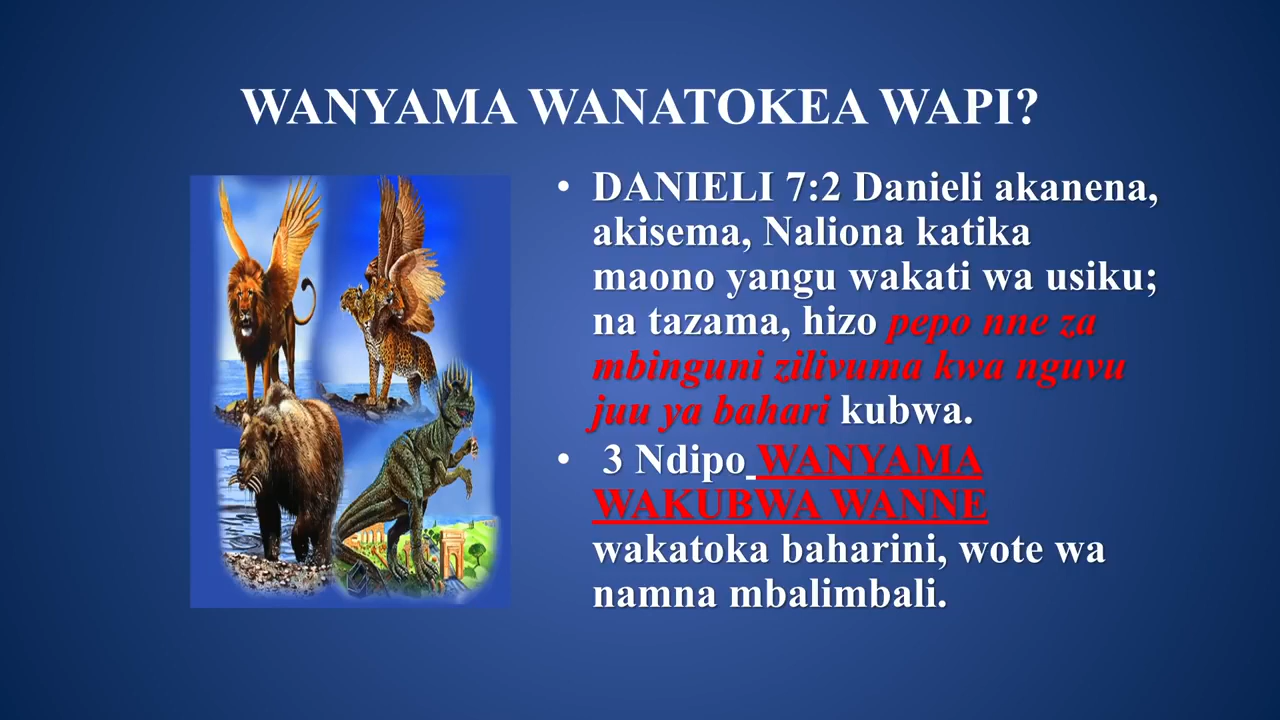 WANYAMA WANATOKEA WAPI?
• DANIELI 7:2 Danieli akanena,
akisema, Naliona katika
maono yangu wakati wa usiku;
na tazama, hizo pepo nne za
mbinguni zilivuma kwa nguvu
juu ya bahari kubwa.
• 3 Ndipo WANYAMA
WAKUBWA WANNE
wakatoka baharini, wote wa
namna mbalimbali.